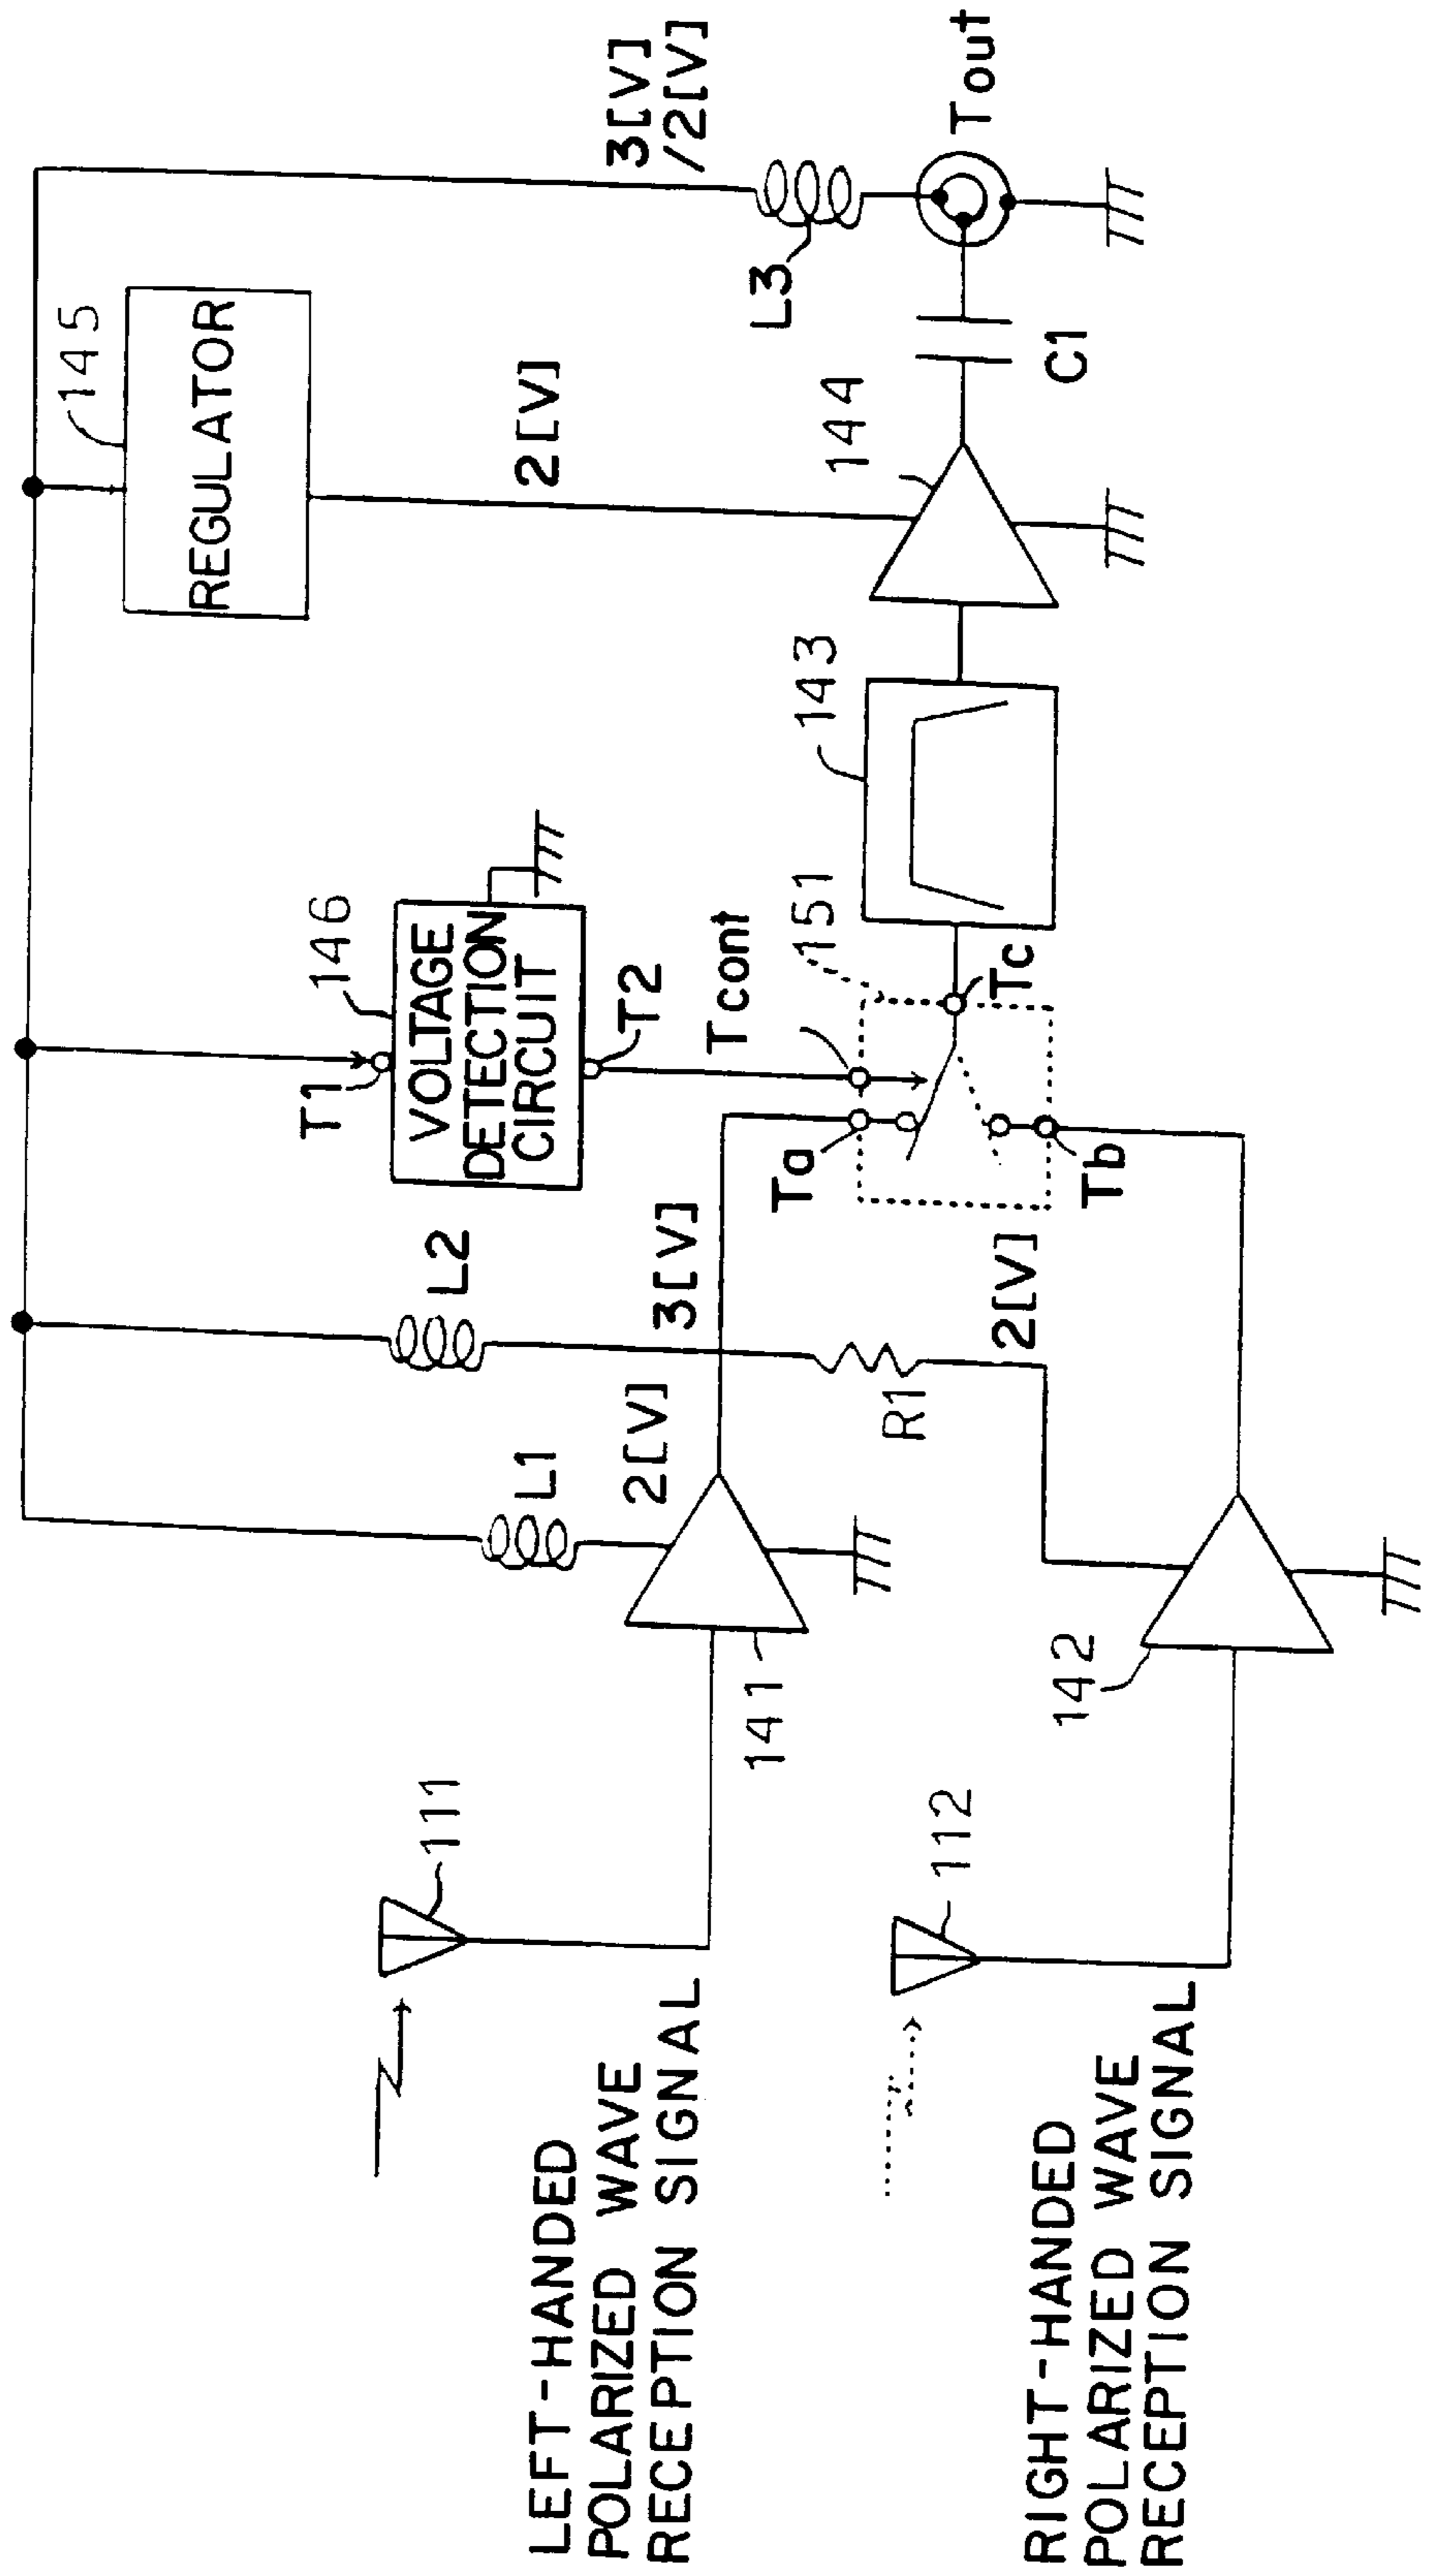 145
REGULATOR
3[V]
/2[V]
L3
Tout
2[V]
144
C1
146
VOLTAGE
DETECTION
CIRCUIT
T1
T2
Tcont
151
143
Tc
Ta
Tb
L2
3[V]
2[V]
L1
2[V]
R1
141
142
111
112
LEFT-HANDED
POLARIZED WAVE
RECEPTION SIGNAL
RIGHT-HANDED
POLARIZED WAVE
RECEPTION SIGNAL